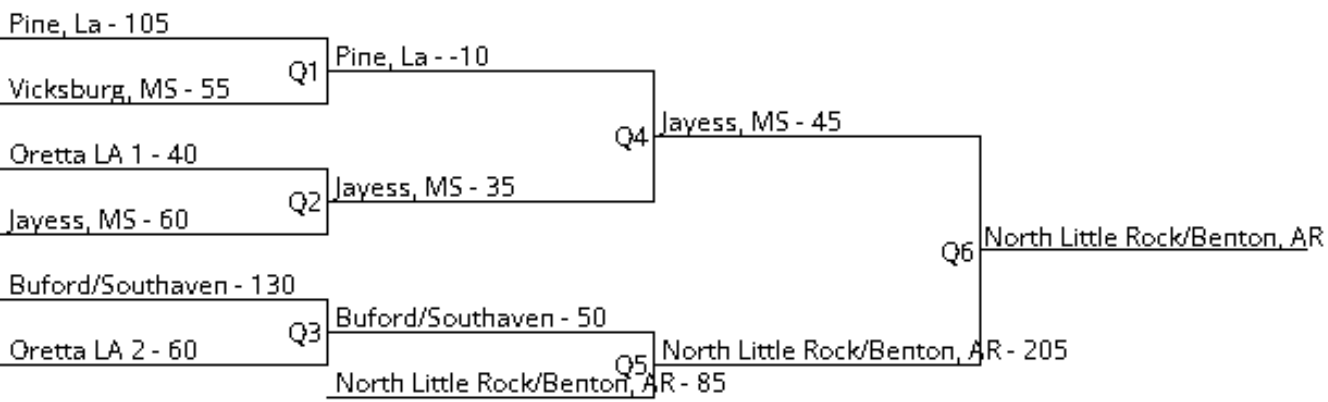 Pine, La - 105
Q1
Pine, La - -10
Vicksburg, MS - 55
Q4
Jayess, MS - 45
Oretta LA 1 - 40
Q2
Jayess, MS - 35
Jayess, MS - 60
Q6
North Little Rock/Benton, AR
Buford/Southaven - 130
Q3
Buford/Southaven - 50
Oretta LA 2 - 60
Q5
North Little Rock/Benton, AR - 205
North Little Rock/Benton, AR - 85